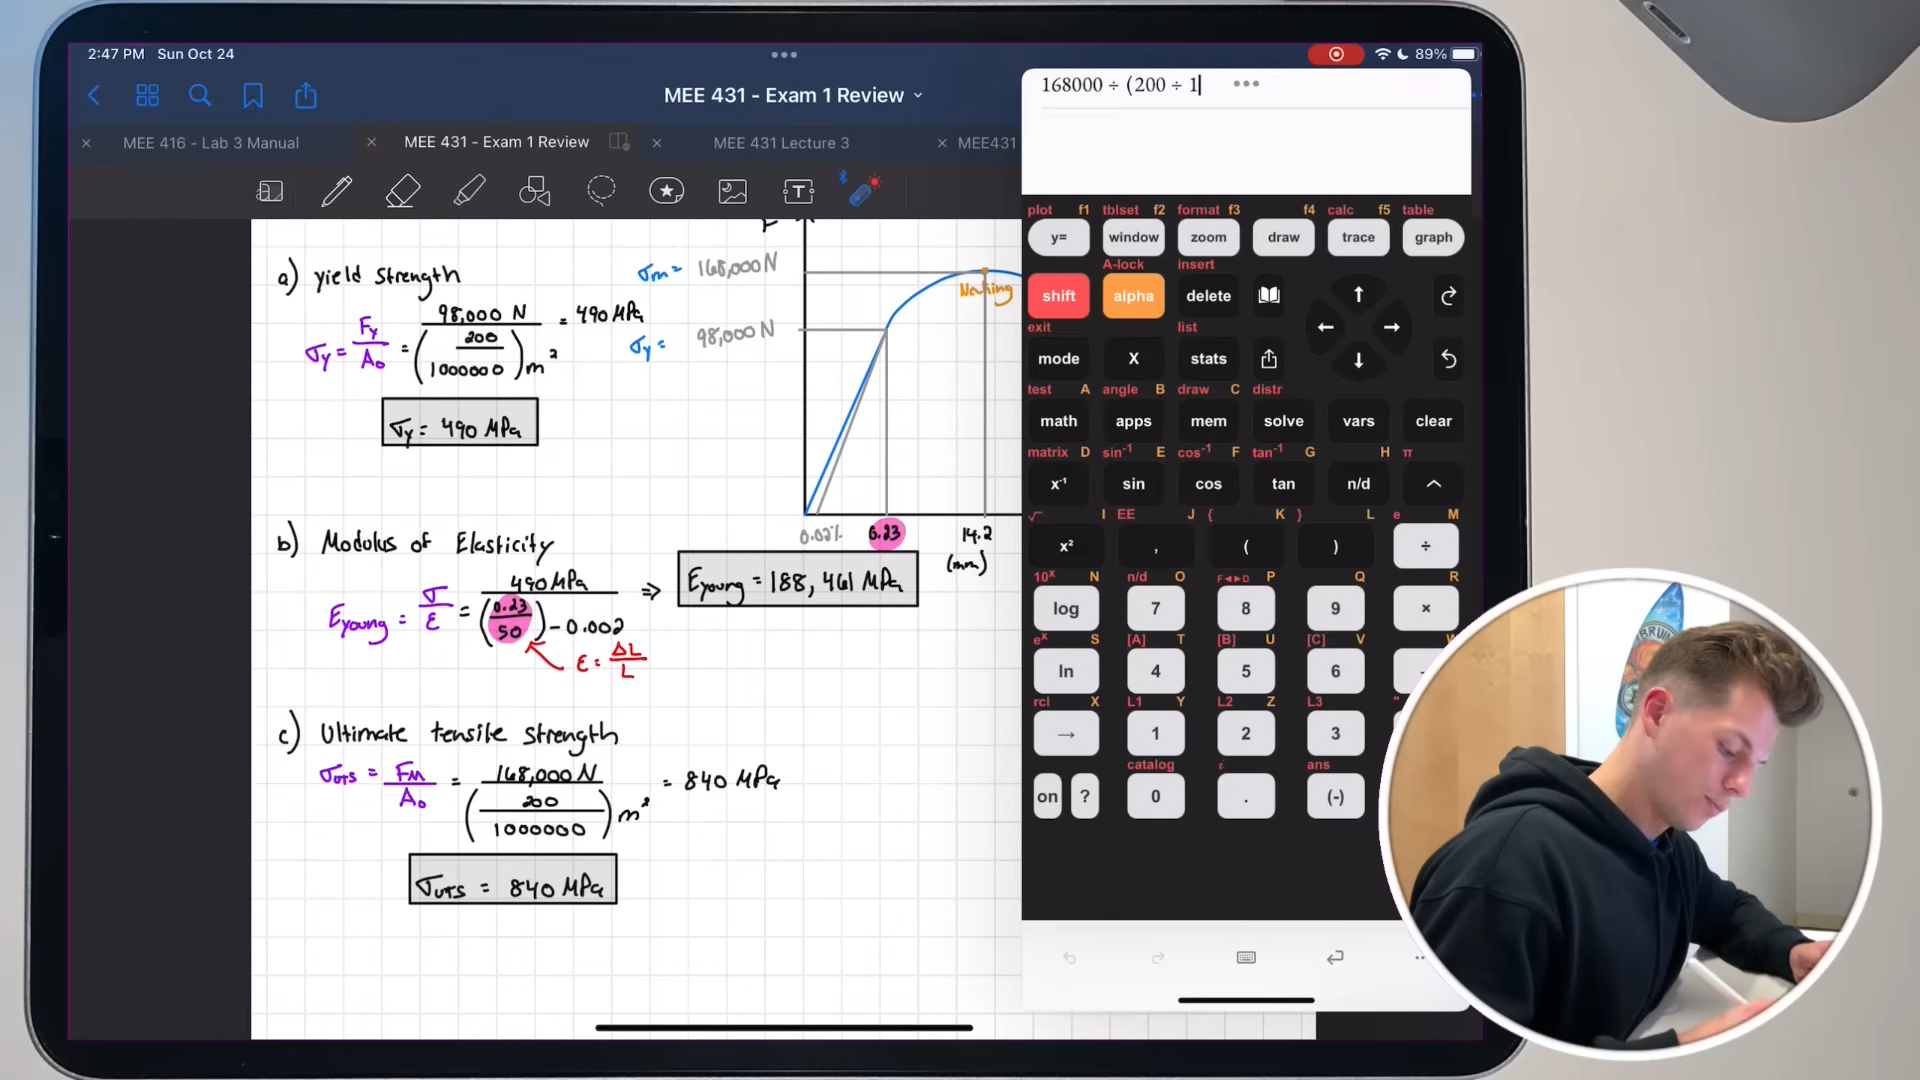 2:47 PM Sun Oct 24
89%
MEE 431 - Exam 1 Review
MEE 416 - Lab 3 Manual
MEE 431 - Exam 1 Review
MEE 431 Lecture 3
MEE431
a) yield strength
σy = Fy / A₀ = 98,000 N / (200 / 1000000) m² = 490 MPa
σy = 490 MPa
σm = 168,000 N
σy = 98,000 N
Necking
0.02% 0.23 14.2
(mm)
b) Modulus of Elasticity
Eyoung = σ / ε = 490 MPa / (0.23 / 50) - 0.002 ⇒ Eyoung = 188,461 MPa
ε = ΔL / L
c) Ultimate tensile strength
σUTS = FM / A₀ = 168,000 N / (200 / 1000000) m² = 840 MPa
σUTS = 840 MPa
168000 ÷ (200 ÷ 1
plot f1 tblset f2 format f3 f4 calc f5 table
y= window zoom draw trace graph
A-lock insert
shift alpha delete
exit list
mode X stats
test A angle B draw C distr
math apps mem solve vars clear
matrix D sin⁻¹ E cos⁻¹ F tan⁻¹ G H π
x⁻¹ sin cos tan n/d ^
√ I EE J { K } L e M
x² , ( ) ÷
10ˣ N n/d O F◄►D P Q R
log 7 8 9 ×
eˣ S [A] T [B] U [C] V
ln 4 5 6 -
rcl X L1 Y L2 Z L3 "
→ 1 2 3
catalog i ans
on ? 0 . (-)
BRUIN